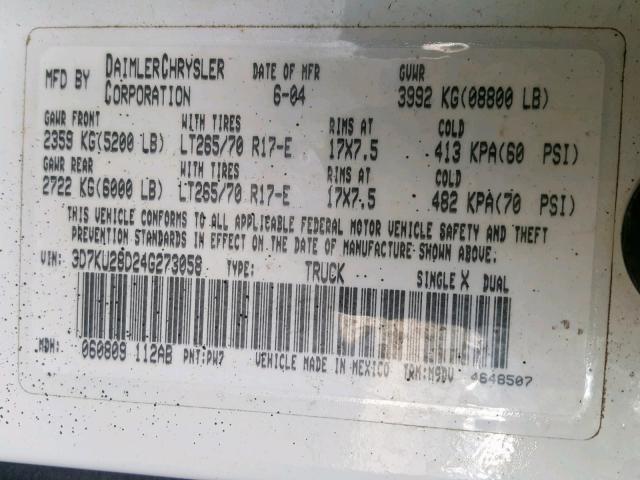 MFD BY DAIMLERCHRYSLER CORPORATION DATE OF MFR 6-04 GVWR 3992 KG(08800 LB)
GAWR FRONT WITH TIRES RIMS AT COLD
2359 KG(5200 LB) LT265/70 R17-E 17X7.5 413 KPA(60 PSI)
GAWR REAR WITH TIRES RIMS AT COLD
2722 KG(6000 LB) LT265/70 R17-E 17X7.5 482 KPA(70 PSI)
THIS VEHICLE CONFORMS TO ALL APPLICABLE FEDERAL MOTOR VEHICLE SAFETY AND THEFT
PREVENTION STANDARDS IN EFFECT ON THE DATE OF MANUFACTURE SHOWN ABOVE.
VIN: 3D7KU28D24G273058 TYPE: TRUCK SINGLE X DUAL
MDH: 060809 112AB PNT:PW7 VEHICLE MADE IN MEXICO TRM:M9DV 4648507